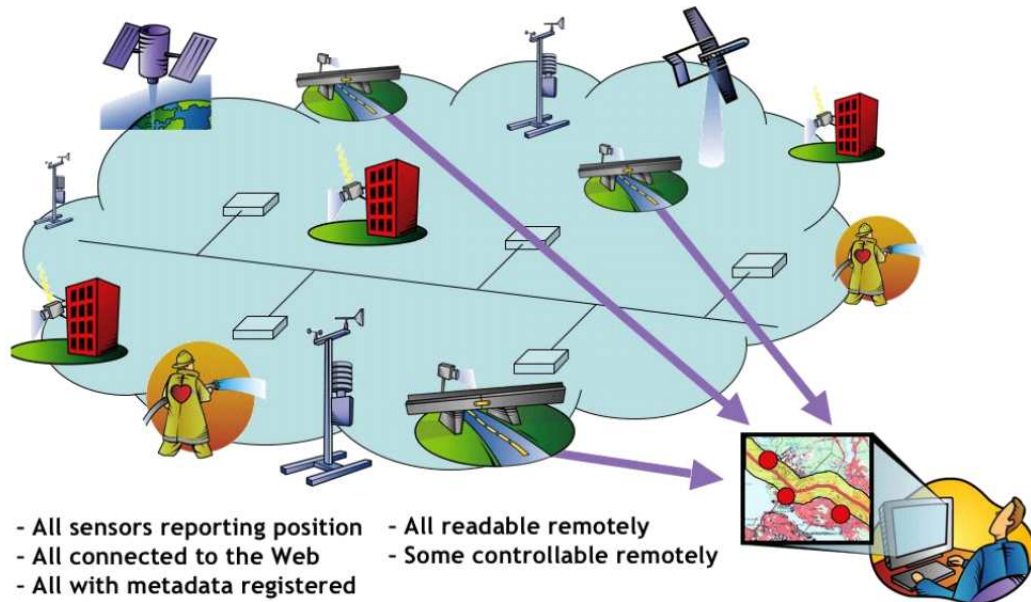 - All sensors reporting position
- All connected to the Web
- All with metadata registered
- All readable remotely
- Some controllable remotely